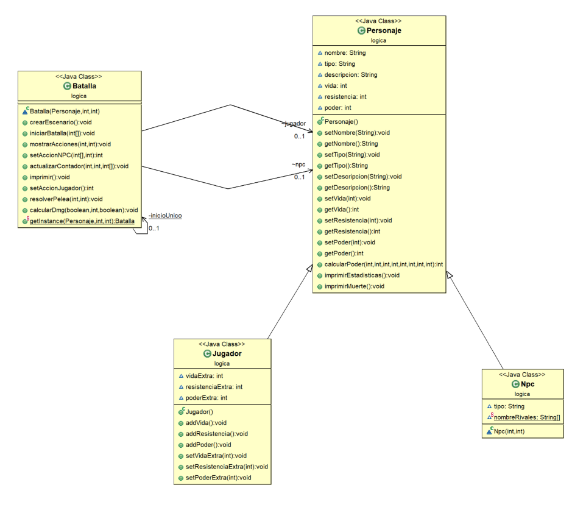 <<Java Class>>
Personaje
logica
nombre: String
tipo: String
descripcion: String
vida: int
resistencia: int
poder: int
Personaje()
setNombre(String):void
getNombre():String
setTipo(String):void
getTipo():String
setDescripcion(String):void
getDescripcion():String
setVida(int):void
getVida():int
setResistencia(int):void
getResistencia():int
setPoder(int):void
getPoder():int
calcularPoder(int,int,int,int,int,int,int):int
imprimirEstadisticas():void
imprimirMuerte():void
<<Java Class>>
Batalla
logica
Batalla(Personaje,int,int)
crearEscenario():void
iniciarBatalla(int[]):void
mostrarAcciones(int,int):void
setAccionNPC(int[],int):int
actualizarContador(int,int,int[]):void
imprimir():void
setAccionJugador():int
resolverPelea(int,int):void
calcularDmg(boolean,int,boolean):void
getInstance(Personaje,int,int):Batalla
~jugador
0..1
~npc
0..1
-inicioUnico
0..1
<<Java Class>>
Jugador
logica
vidaExtra: int
resistenciaExtra: int
poderExtra: int
Jugador()
addVida():void
addResistencia():void
addPoder():void
setVidaExtra(int):void
setResistenciaExtra(int):void
setPoderExtra(int):void
<<Java Class>>
Npc
logica
tipo: String
nombreRivales: String[]
Npc(int,int)